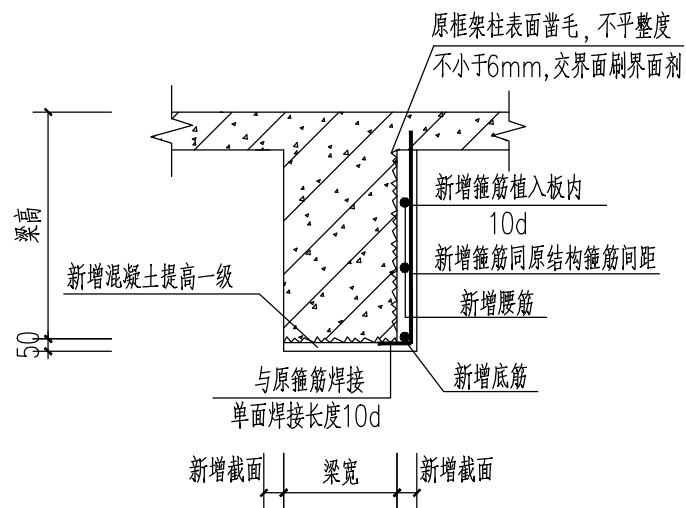 原框架柱表面凿毛，不平整度
不小于6mm，交界面刷界面剂
新增箍筋植入板内
10d
新增箍筋同原结构箍筋间距
新增腰筋
新增底筋
梁高
50
新增混凝土提高一级
与原箍筋焊接
单面焊接长度10d
新增截面
梁宽
新增截面